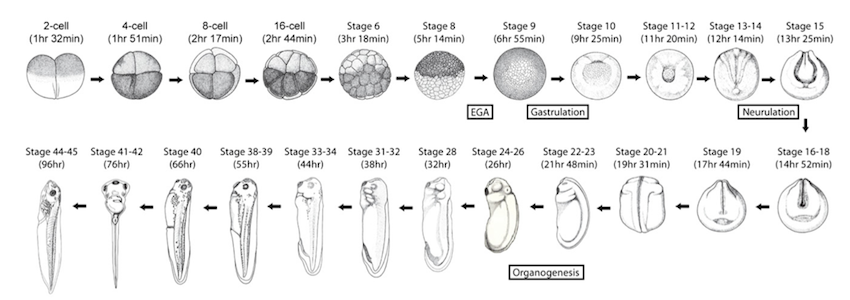 2-cell
(1hr 32min)
4-cell
(1hr 51min)
8-cell
(2hr 17min)
16-cell
(2hr 44min)
Stage 6
(3hr 18min)
Stage 8
(5hr 14min)
Stage 9
(6hr 55min)
Stage 10
(9hr 25min)
Stage 11-12
(11hr 20min)
Stage 13-14
(12hr 14min)
Stage 15
(13hr 25min)
EGA
Gastrulation
Neurulation
Stage 44-45
(96hr)
Stage 41-42
(76hr)
Stage 40
(66hr)
Stage 38-39
(55hr)
Stage 33-34
(44hr)
Stage 31-32
(38hr)
Stage 28
(32hr)
Stage 24-26
(26hr)
Stage 22-23
(21hr 48min)
Stage 20-21
(19hr 31min)
Stage 19
(17hr 44min)
Stage 16-18
(14hr 52min)
Organogenesis